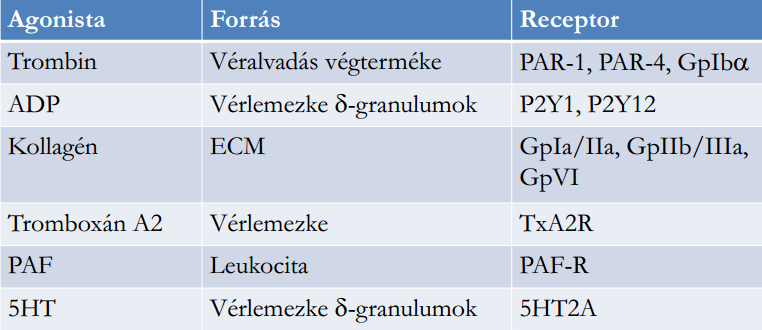 Agonista Forrás Receptor
Trombin Véralvadás végterméke PAR-1, PAR-4, GpIbα
ADP Vérlemezke δ-granulumok P2Y1, P2Y12
Kollagén ECM GpIa/IIa, GpIIb/IIIa,
GpVI
Tromboxán A2 Vérlemezke TxA2R
PAF Leukocita PAF-R
5HT Vérlemezke δ-granulumok 5HT2A